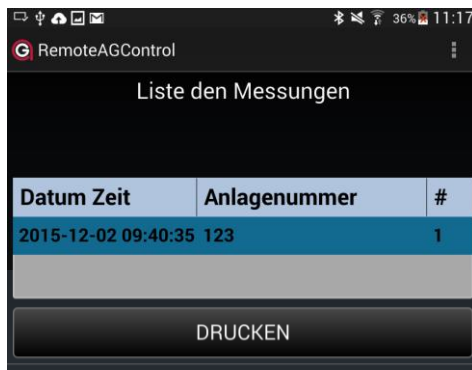 36% 11:17
RemoteAGControl
Liste den Messungen
Datum Zeit Anlagenummer #
2015-12-02 09:40:35 123 1
DRUCKEN